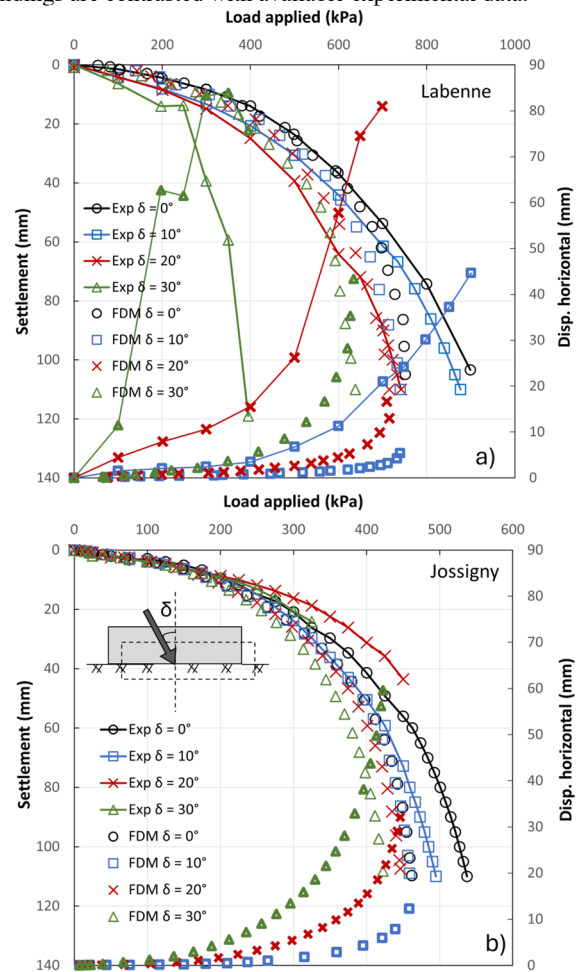 ndings are contrasted with available experimental data.
Load applied (kPa)
0 200 400 600 800 1000
Labenne
Settlement (mm)
0
20
40
60
80
100
120
140
Exp δ = 0°
Exp δ = 10°
Exp δ = 20°
Exp δ = 30°
FDM δ = 0°
FDM δ = 10°
FDM δ = 20°
FDM δ = 30°
90
80
70
60
50
40
30
20
10
0
Disp. horizontal (mm)
a)
Load applied (kPa)
0 100 200 300 400 500 600
Jossigny
δ
Settlement (mm)
0
20
40
60
80
100
120
140
Exp δ = 0°
Exp δ = 10°
Exp δ = 20°
Exp δ = 30°
FDM δ = 0°
FDM δ = 10°
FDM δ = 20°
FDM δ = 30°
90
80
70
60
50
40
30
20
10
0
Disp. horizontal (mm)
b)